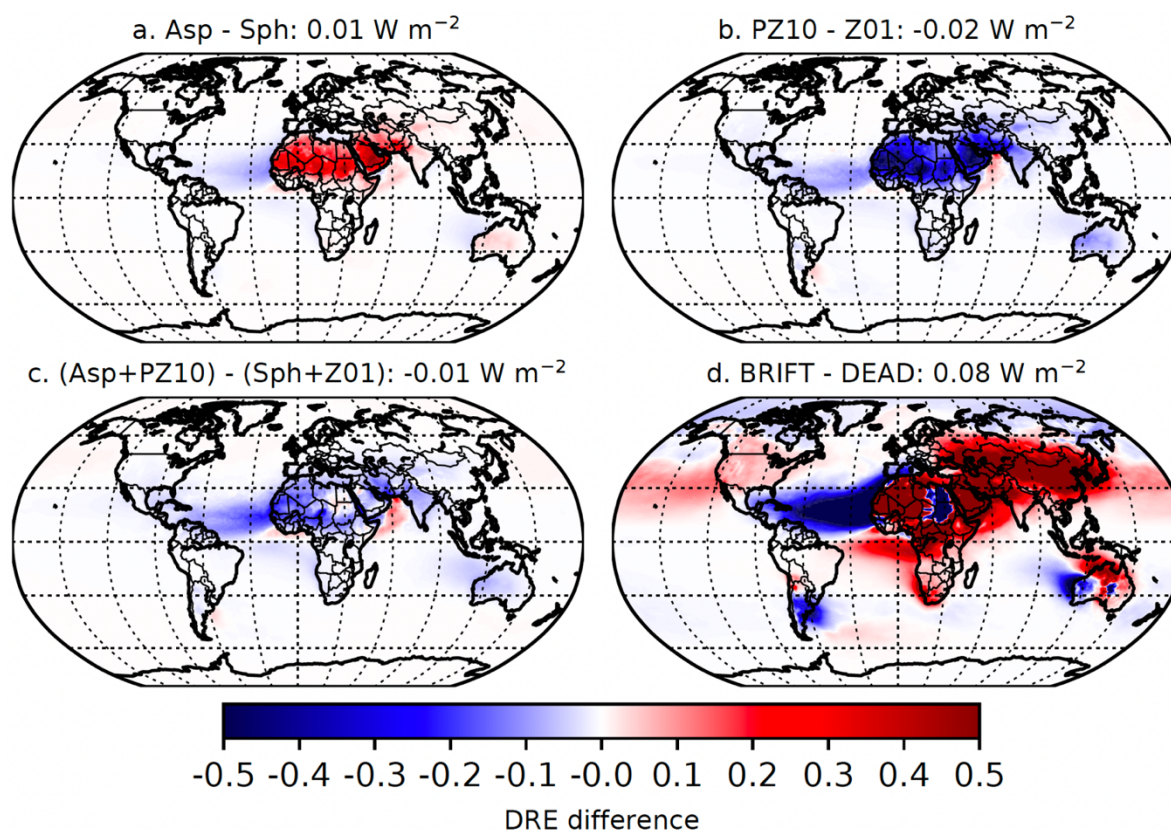 a. Asp - Sph: 0.01 W m⁻²
b. PZ10 - Z01: -0.02 W m⁻²
c. (Asp+PZ10) - (Sph+Z01): -0.01 W m⁻²
d. BRIFT - DEAD: 0.08 W m⁻²
-0.5 -0.4 -0.3 -0.2 -0.1 -0.0 0.1 0.2 0.3 0.4 0.5
DRE difference